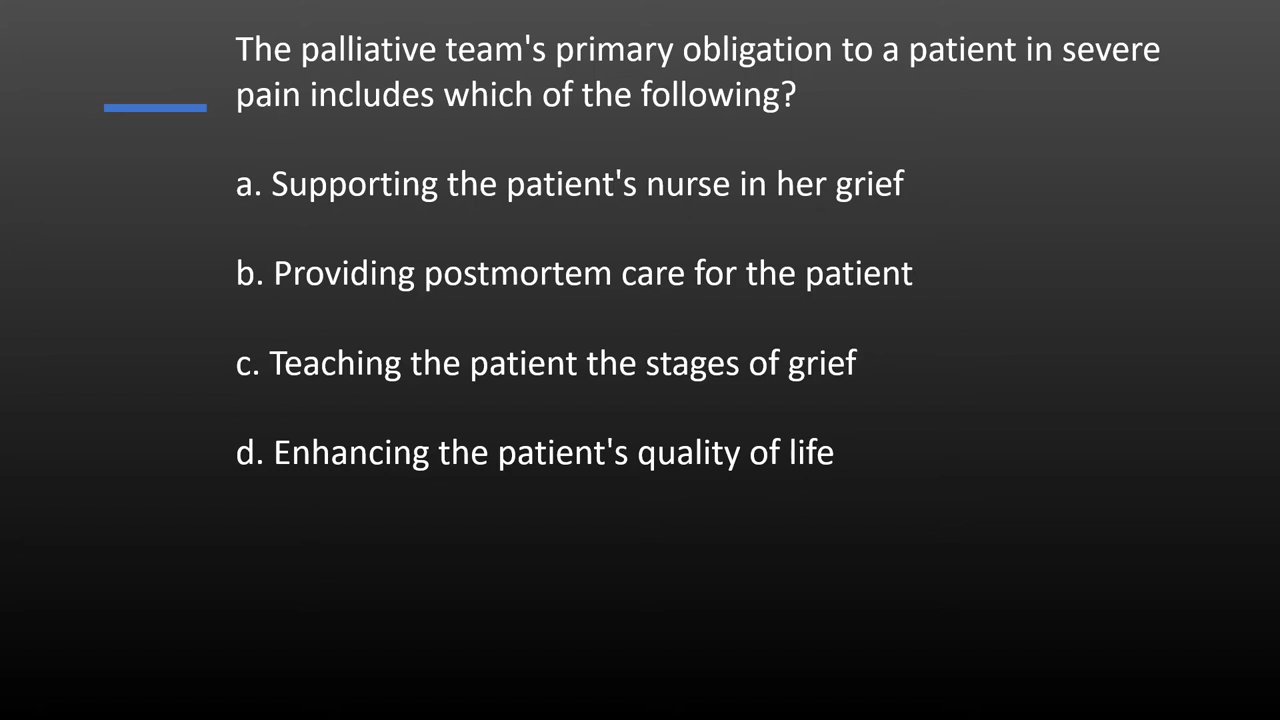 The palliative team's primary obligation to a patient in severe
pain includes which of the following?
a. Supporting the patient's nurse in her grief
b. Providing postmortem care for the patient
c. Teaching the patient the stages of grief
d. Enhancing the patient's quality of life